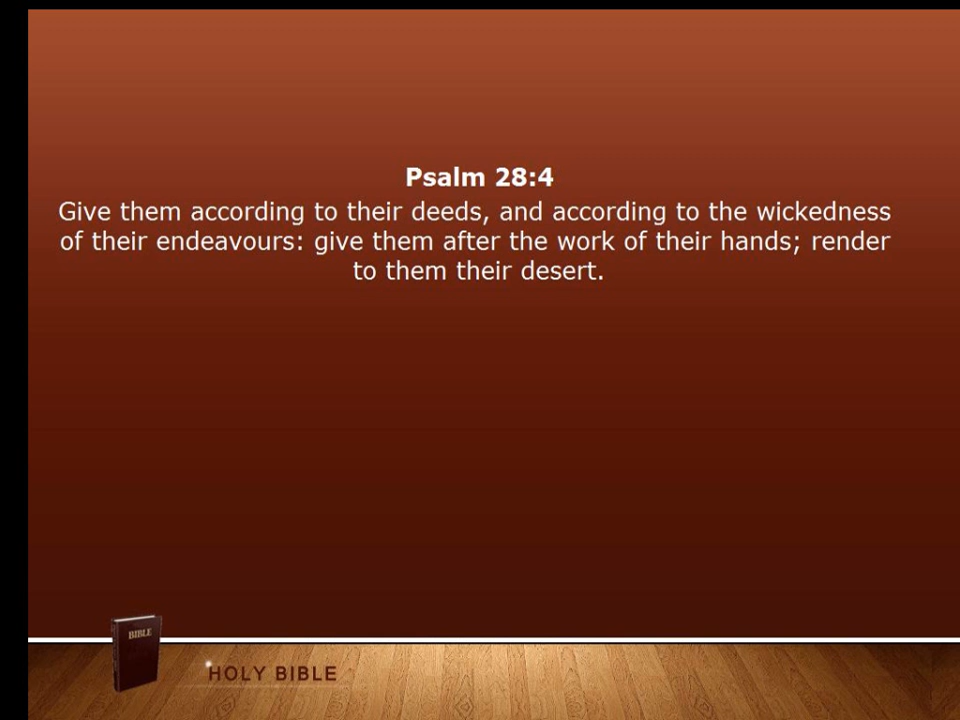 Psalm 28:4
Give them according to their deeds, and according to the wickedness
of their endeavours: give them after the work of their hands; render
to them their desert.
BIBLE
HOLY BIBLE